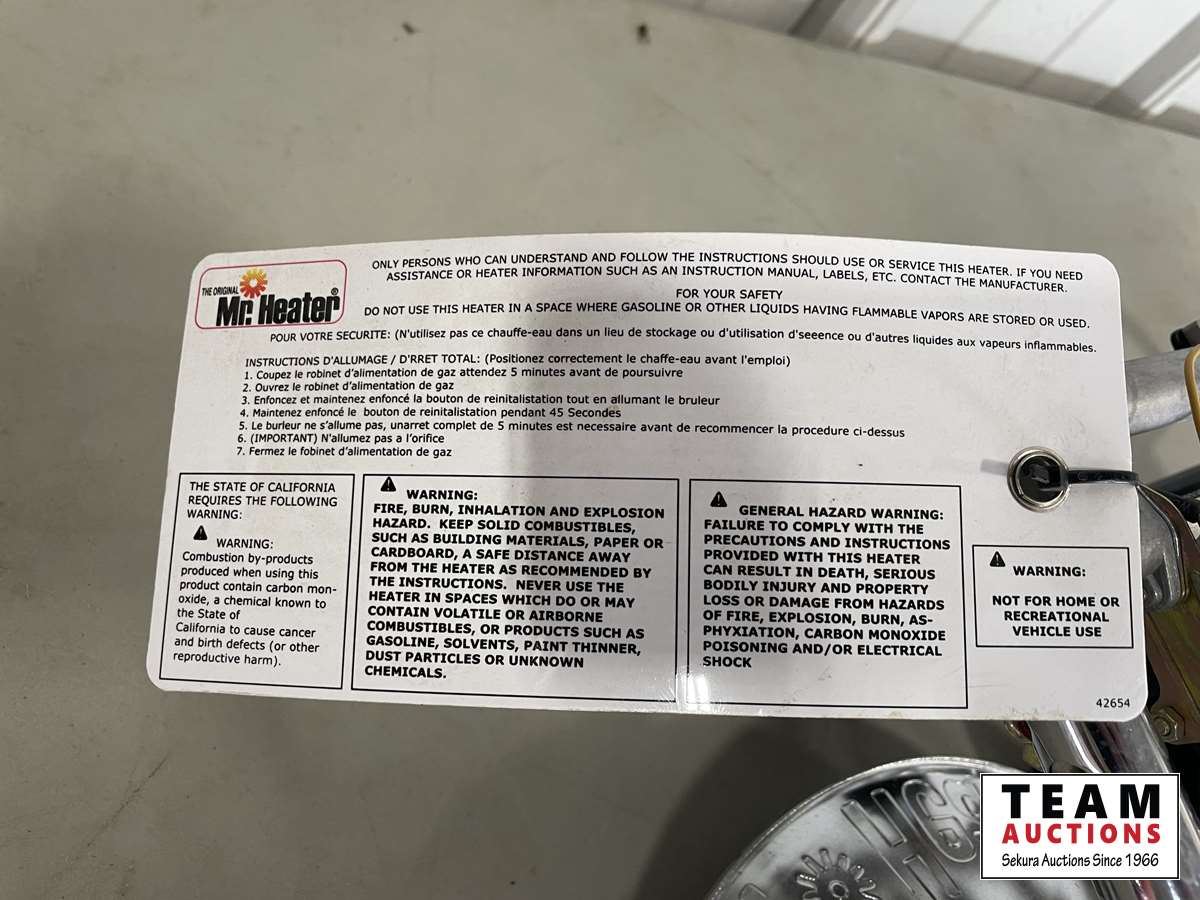 THE ORIGINAL
Mr. Heater®
ONLY PERSONS WHO CAN UNDERSTAND AND FOLLOW THE INSTRUCTIONS SHOULD USE OR SERVICE THIS HEATER. IF YOU NEED
ASSISTANCE OR HEATER INFORMATION SUCH AS AN INSTRUCTION MANUAL, LABELS, ETC. CONTACT THE MANUFACTURER.
FOR YOUR SAFETY
DO NOT USE THIS HEATER IN A SPACE WHERE GASOLINE OR OTHER LIQUIDS HAVING FLAMMABLE VAPORS ARE STORED OR USED.
POUR VOTRE SECURITE: (N'utilisez pas ce chauffe-eau dans un lieu de stockage ou d'utilisation d'seeence ou d'autres liquides aux vapeurs inflammables.
INSTRUCTIONS D'ALLUMAGE / D'RRET TOTAL: (Positionez correctement le chaffe-eau avant l'emploi)
1. Coupez le robinet d'alimentation de gaz attendez 5 minutes avant de poursuivre
2. Ouvrez le robinet d'alimentation de gaz
3. Enfoncez et maintenez enfoncé la bouton de reinitalistation tout en allumant le bruleur
4. Maintenez enfoncé le bouton de reinitalistation pendant 45 Secondes
5. Le burleur ne s'allume pas, unarret complet de 5 minutes est necessaire avant de recommencer la procedure ci-dessus
6. (IMPORTANT) N'allumez pas a l'orifice
7. Fermez le fobinet d'alimentation de gaz
THE STATE OF CALIFORNIA
REQUIRES THE FOLLOWING
WARNING:
WARNING:
Combustion by-products
produced when using this
product contain carbon mon-
oxide, a chemical known to
the State of
California to cause cancer
and birth defects (or other
reproductive harm).
WARNING:
FIRE, BURN, INHALATION AND EXPLOSION
HAZARD. KEEP SOLID COMBUSTIBLES,
SUCH AS BUILDING MATERIALS, PAPER OR
CARDBOARD, A SAFE DISTANCE AWAY
FROM THE HEATER AS RECOMMENDED BY
THE INSTRUCTIONS. NEVER USE THE
HEATER IN SPACES WHICH DO OR MAY
CONTAIN VOLATILE OR AIRBORNE
COMBUSTIBLES, OR PRODUCTS SUCH AS
GASOLINE, SOLVENTS, PAINT THINNER,
DUST PARTICLES OR UNKNOWN
CHEMICALS.
GENERAL HAZARD WARNING:
FAILURE TO COMPLY WITH THE
PRECAUTIONS AND INSTRUCTIONS
PROVIDED WITH THIS HEATER
CAN RESULT IN DEATH, SERIOUS
BODILY INJURY AND PROPERTY
LOSS OR DAMAGE FROM HAZARDS
OF FIRE, EXPLOSION, BURN, AS-
PHYXIATION, CARBON MONOXIDE
POISONING AND/OR ELECTRICAL
SHOCK
WARNING:
NOT FOR HOME OR
RECREATIONAL
VEHICLE USE
42654
TEAM
AUCTIONS
Sekura Auctions Since 1966